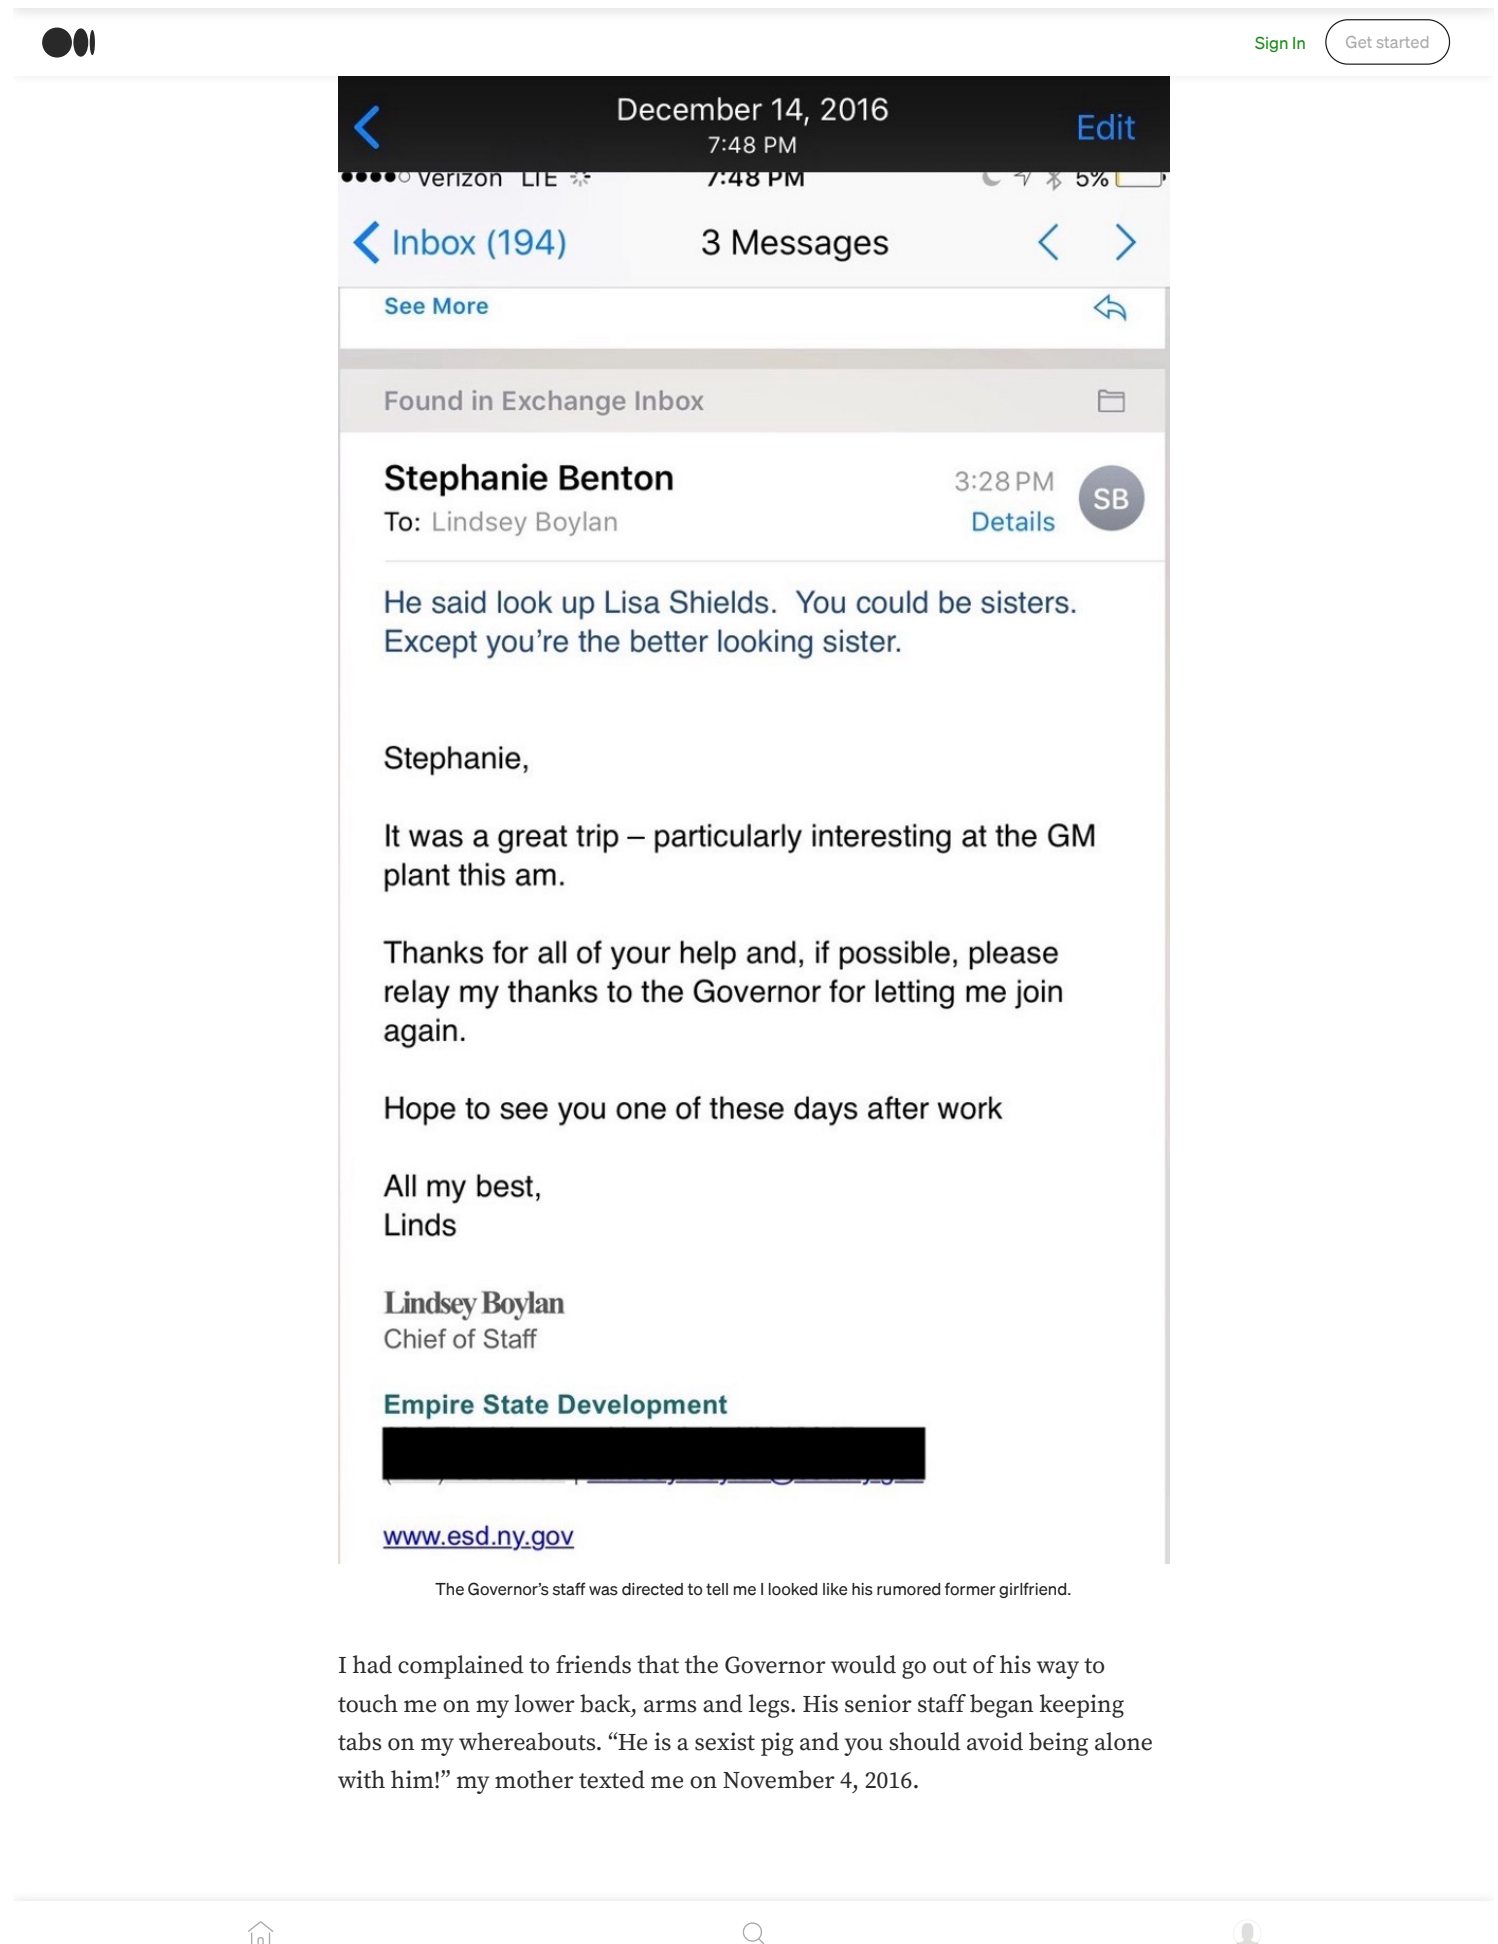 Sign In
Get started
December 14, 2016
Edit
7:48 PM
Verizon LTE 7:48 PM 5%
Inbox (194) 3 Messages
See More
Found in Exchange Inbox
Stephanie Benton 3:28 PM
SB
To: Lindsey Boylan Details
He said look up Lisa Shields. You could be sisters.
Except you're the better looking sister.
Stephanie,
It was a great trip – particularly interesting at the GM
plant this am.
Thanks for all of your help and, if possible, please
relay my thanks to the Governor for letting me join
again.
Hope to see you one of these days after work
All my best,
Linds
Lindsey Boylan
Chief of Staff
Empire State Development
www.esd.ny.gov
The Governor's staff was directed to tell me I looked like his rumored former girlfriend.
I had complained to friends that the Governor would go out of his way to
touch me on my lower back, arms and legs. His senior staff began keeping
tabs on my whereabouts. “He is a sexist pig and you should avoid being alone
with him!” my mother texted me on November 4, 2016.